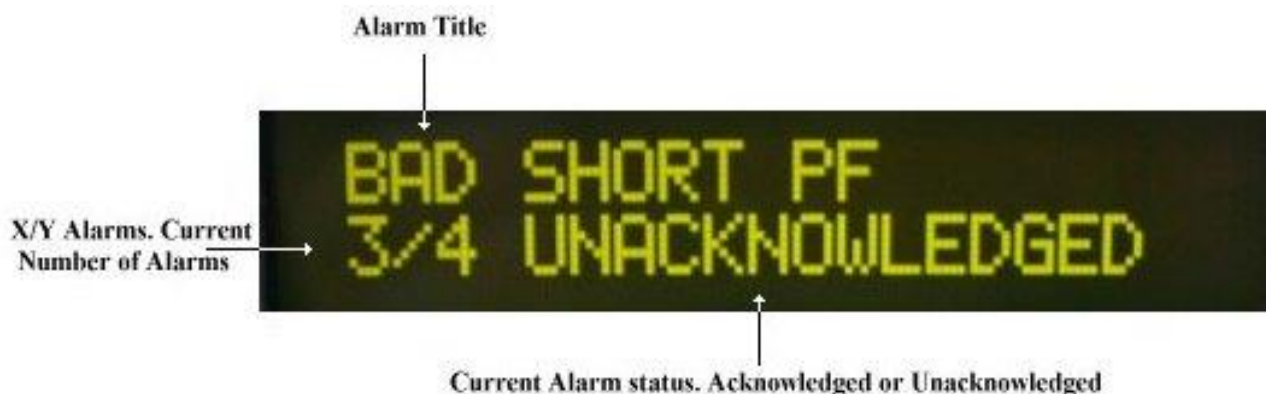 Alarm Title
BAD SHORT PF
X/Y Alarms. Current
Number of Alarms
3/4 UNACKNOWLEDGED
Current Alarm status. Acknowledged or Unacknowledged